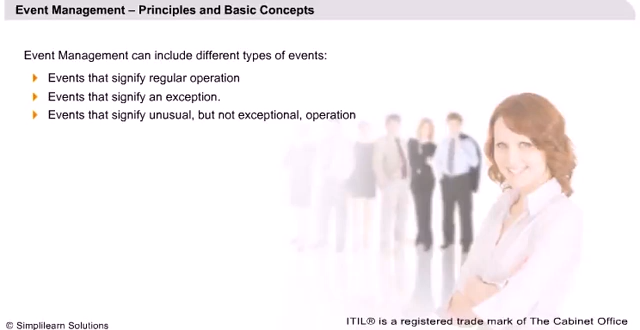 Event Management – Principles and Basic Concepts
Event Management can include different types of events:
Events that signify regular operation
Events that signify an exception.
Events that signify unusual, but not exceptional, operation
© Simplilearn Solutions
ITIL® is a registered trade mark of The Cabinet Office